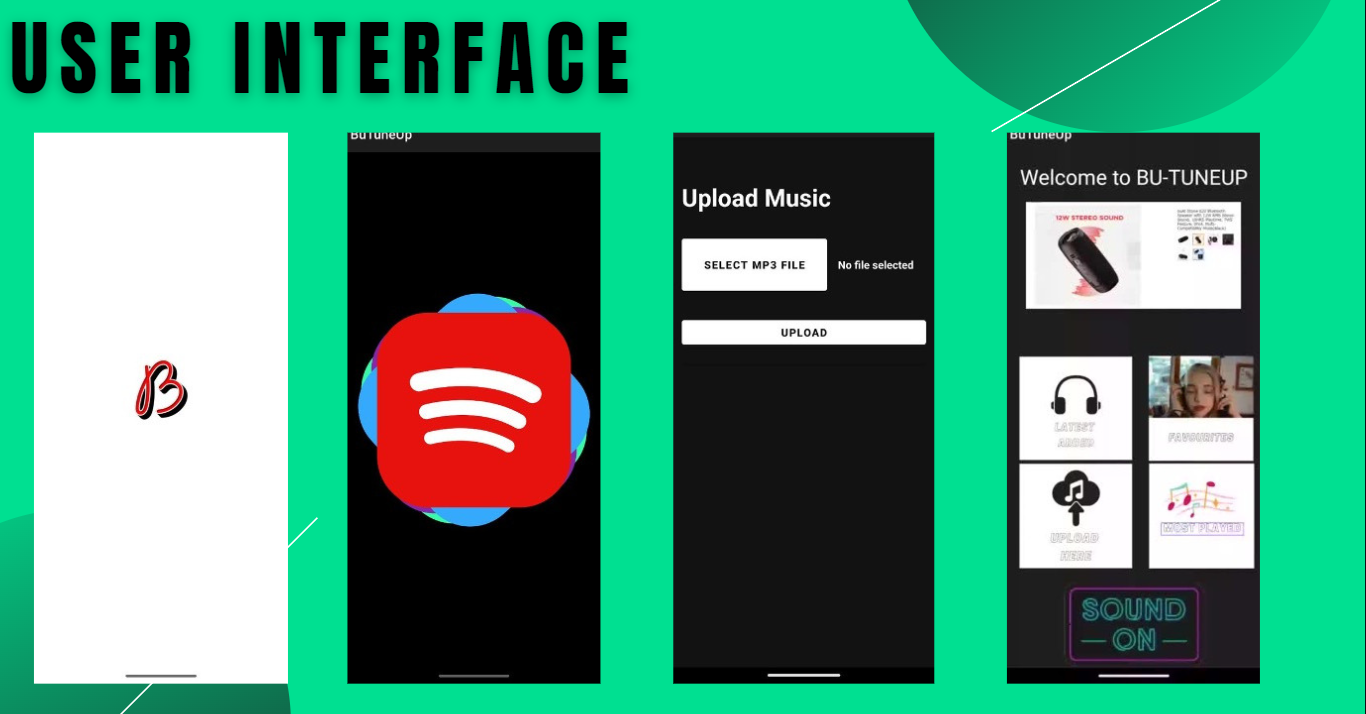 USER INTERFACE
B
BuTuneUp
Upload Music
SELECT MP3 FILE
No file selected
UPLOAD
BuTuneUp
Welcome to BU-TUNEUP
12W STEREO SOUND
LATEST
ADDED
FAVOURITES
UPLOAD
HERE
MOST PLAYED
SOUND
ON